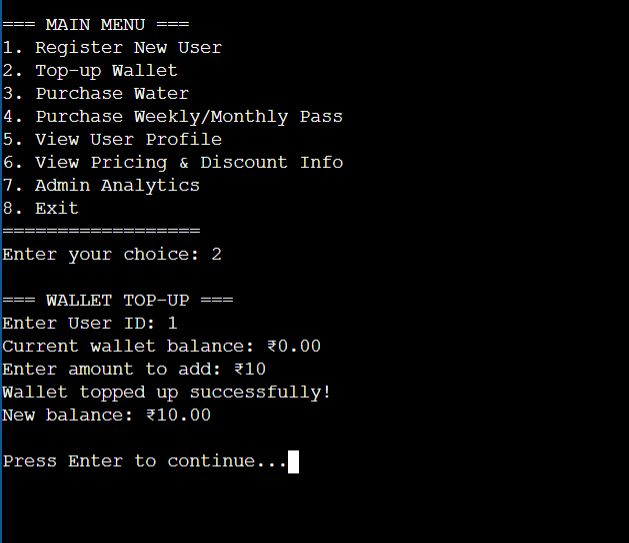 === MAIN MENU ===
1. Register New User
2. Top-up Wallet
3. Purchase Water
4. Purchase Weekly/Monthly Pass
5. View User Profile
6. View Pricing & Discount Info
7. Admin Analytics
8. Exit
==================
Enter your choice: 2
=== WALLET TOP-UP ===
Enter User ID: 1
Current wallet balance: ₹0.00
Enter amount to add: ₹10
Wallet topped up successfully!
New balance: ₹10.00
Press Enter to continue...